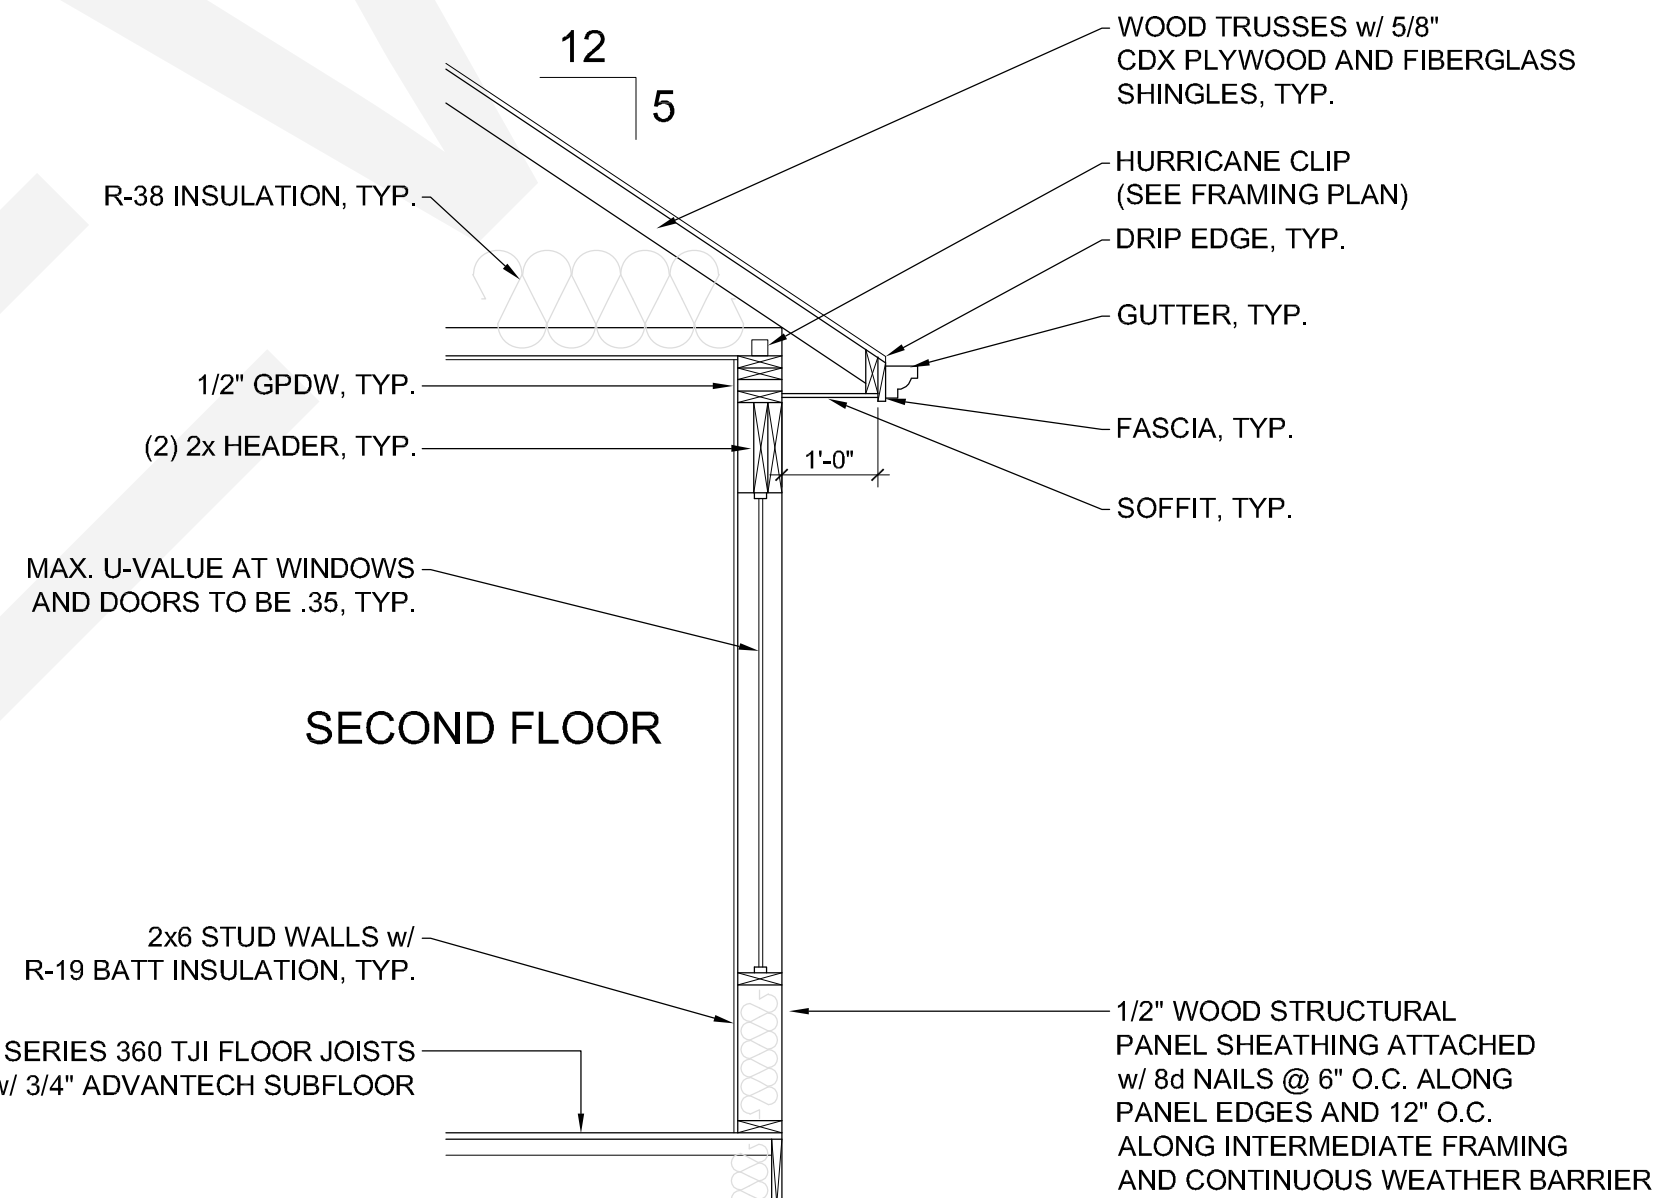 12
5
WOOD TRUSSES w/ 5/8"
CDX PLYWOOD AND FIBERGLASS
SHINGLES, TYP.
HURRICANE CLIP
(SEE FRAMING PLAN)
DRIP EDGE, TYP.
GUTTER, TYP.
FASCIA, TYP.
SOFFIT, TYP.
R-38 INSULATION, TYP.
1/2" GPDW, TYP.
(2) 2x HEADER, TYP.
1'-0"
MAX. U-VALUE AT WINDOWS
AND DOORS TO BE .35, TYP.
SECOND FLOOR
2x6 STUD WALLS w/
R-19 BATT INSULATION, TYP.
SERIES 360 TJI FLOOR JOISTS
w/ 3/4" ADVANTECH SUBFLOOR
1/2" WOOD STRUCTURAL
PANEL SHEATHING ATTACHED
w/ 8d NAILS @ 6" O.C. ALONG
PANEL EDGES AND 12" O.C.
ALONG INTERMEDIATE FRAMING
AND CONTINUOUS WEATHER BARRIER